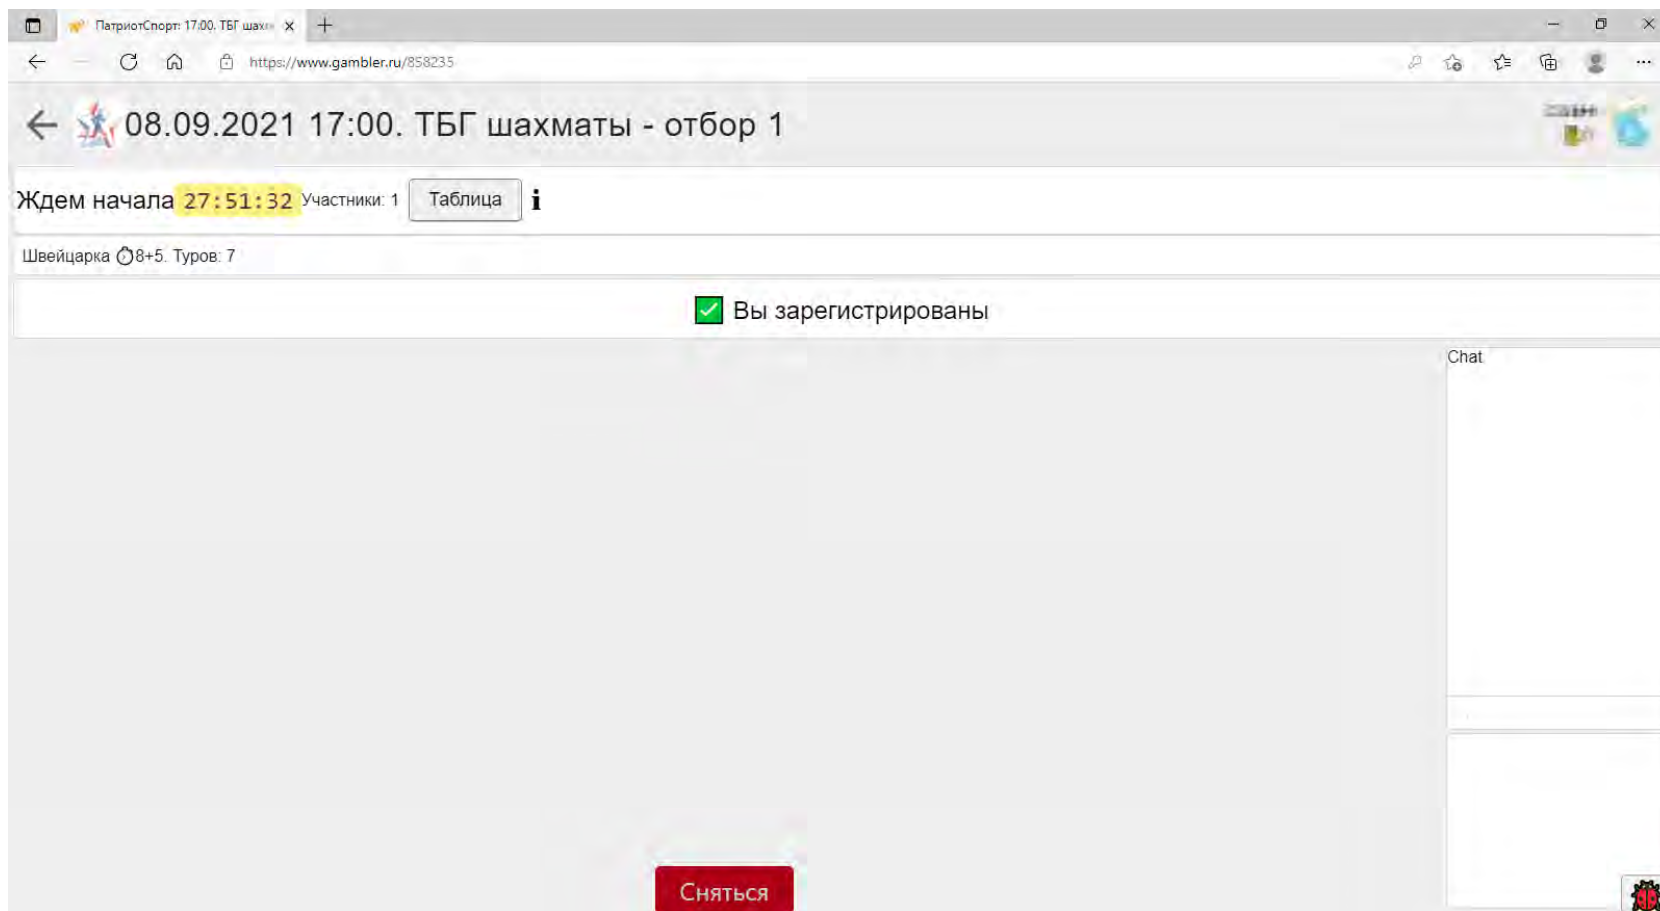 ПатриотСпорт: 17:00. ТБГ шахм
https://www.gambler.ru/858235
08.09.2021 17:00. ТБГ шахматы - отбор 1
Ждем начала 27:51:32 Участники: 1 Таблица i
Швейцарка 8+5. Туров: 7
Вы зарегистрированы
Chat
Сняться